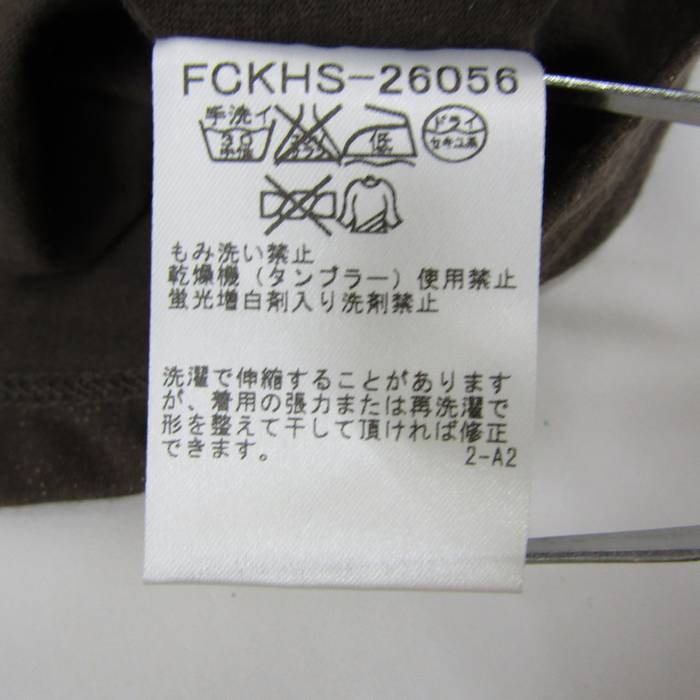 FCKHS-26056
手洗イ
30
中性
低
ドライ
セキユ系
もみ洗い禁止
乾燥機（タンブラー）使用禁止
蛍光増白剤入り洗剤禁止
洗濯で伸縮することがあります
が、着用の張力または再洗濯で
形を整えて干して頂ければ修正
できます。 2-A2